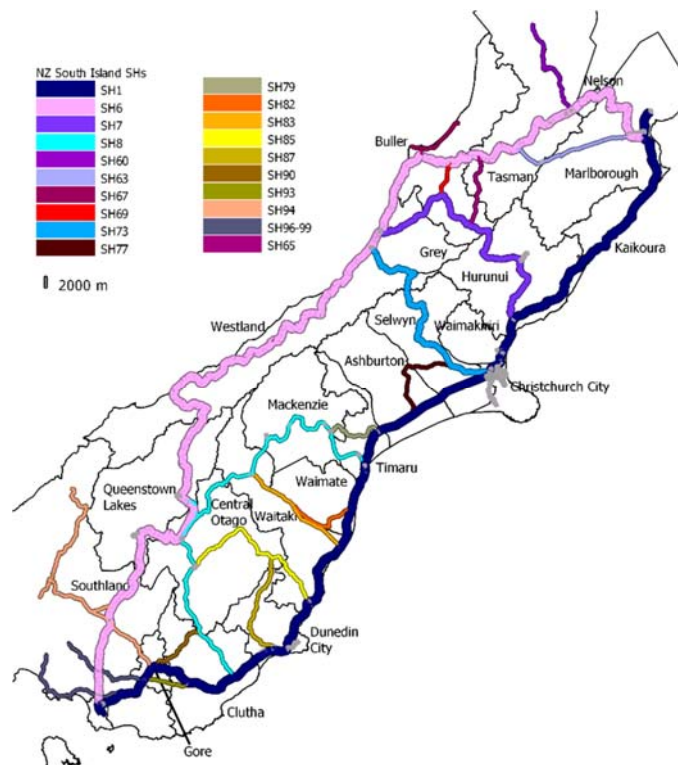 NZ South Island SHs
SH1
SH6
SH7
SH8
SH60
SH63
SH67
SH69
SH73
SH77
SH79
SH82
SH83
SH85
SH87
SH90
SH93
SH94
SH96-99
SH65
2000 m
Nelson
Buller
Tasman
Marlborough
Grey
Kaikoura
Hurunui
Westland
Selwyn
Waimakriri
Ashburton
Christchurch City
Mackenzie
Timaru
Waimate
Queenstown
Lakes
Central
Otago
Waitaki
Southland
Dunedin
City
Clutha
Gore